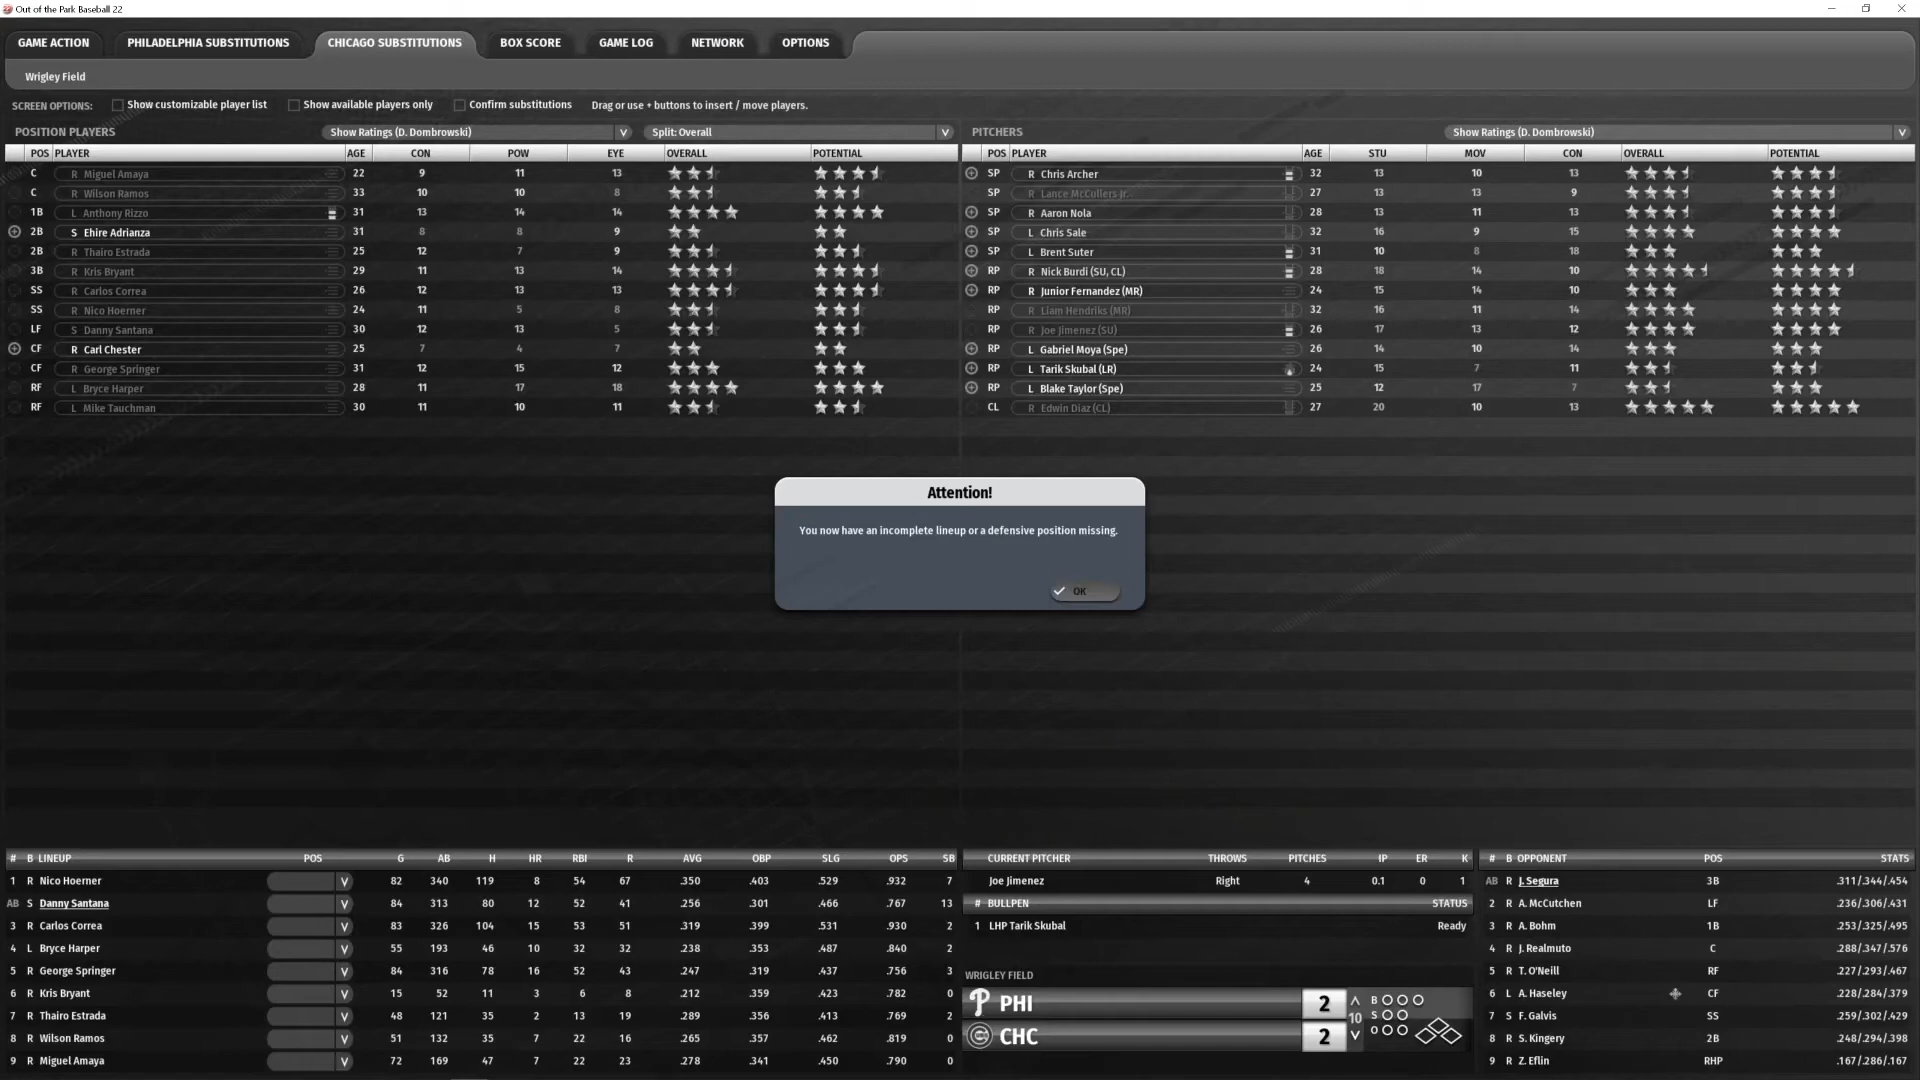 Out of the Park Baseball 22
GAME ACTION PHILADELPHIA SUBSTITUTIONS CHICAGO SUBSTITUTIONS BOX SCORE GAME LOG NETWORK OPTIONS
Wrigley Field
SCREEN OPTIONS: Show customizable player list Show available players only Confirm substitutions Drag or use + buttons to insert / move players.
POSITION PLAYERS Show Ratings (D. Dombrowski) Split: Overall
POS PLAYER AGE CON POW EYE OVERALL POTENTIAL
C R Miguel Amaya 22 9 11 13
C R Wilson Ramos 33 10 10 8
1B L Anthony Rizzo 31 13 14 14
2B S Ehire Adrianza 31 8 8 9
2B R Thairo Estrada 25 12 7 9
3B R Kris Bryant 29 11 13 14
SS R Carlos Correa 26 12 13 13
SS R Nico Hoerner 24 11 5 8
LF S Danny Santana 30 12 13 5
CF R Carl Chester 25 7 4 7
CF R George Springer 31 12 15 12
RF L Bryce Harper 28 11 17 18
RF L Mike Tauchman 30 11 10 11
PITCHERS Show Ratings (D. Dombrowski)
POS PLAYER AGE STU MOV CON OVERALL POTENTIAL
SP R Chris Archer 32 13 10 13
SP R Lance McCullers Jr. 27 13 13 9
SP R Aaron Nola 28 13 11 13
SP L Chris Sale 32 16 9 15
SP L Brent Suter 31 10 8 18
RP R Nick Burdi (SU, CL) 28 18 14 10
RP R Junior Fernandez (MR) 24 15 14 10
RP R Liam Hendriks (MR) 32 16 11 14
RP R Joe Jimenez (SU) 26 17 13 12
RP L Gabriel Moya (Spe) 26 14 10 14
RP L Tarik Skubal (LR) 24 15 7 11
RP L Blake Taylor (Spe) 25 12 17 7
CL R Edwin Diaz (CL) 27 20 10 13
Attention!
You now have an incomplete lineup or a defensive position missing.
OK
# B LINEUP POS G AB H HR RBI R AVG OBP SLG OPS SB
1 R Nico Hoerner 82 340 119 8 54 67 .350 .403 .529 .932 7
AB S Danny Santana 84 313 80 12 52 41 .256 .301 .466 .767 13
3 R Carlos Correa 83 326 104 15 53 51 .319 .399 .531 .930 2
4 L Bryce Harper 55 193 46 10 32 32 .238 .353 .487 .840 2
5 R George Springer 84 316 78 16 52 43 .247 .319 .437 .756 3
6 R Kris Bryant 15 52 11 3 6 8 .212 .359 .423 .782 0
7 R Thairo Estrada 48 121 35 2 13 19 .289 .356 .413 .769 2
8 R Wilson Ramos 51 132 35 7 22 16 .265 .357 .462 .819 0
9 R Miguel Amaya 72 169 47 7 22 23 .278 .341 .450 .790 0
CURRENT PITCHER THROWS PITCHES IP ER K
Joe Jimenez Right 4 0.1 0 1
# BULLPEN STATUS
1 LHP Tarik Skubal Ready
WRIGLEY FIELD
PHI 2
CHC 2
10
B
S
O
# B OPPONENT POS STATS
AB R J. Segura 3B .311/.344/.454
2 R A. McCutchen LF .236/.306/.431
3 R A. Bohm 1B .253/.325/.495
4 R J. Realmuto C .288/.347/.576
5 R T. O'Neill RF .227/.293/.467
6 L A. Haseley CF .228/.284/.379
7 S F. Galvis SS .259/.302/.429
8 R S. Kingery 2B .248/.294/.398
9 R Z. Eflin RHP .167/.286/.167